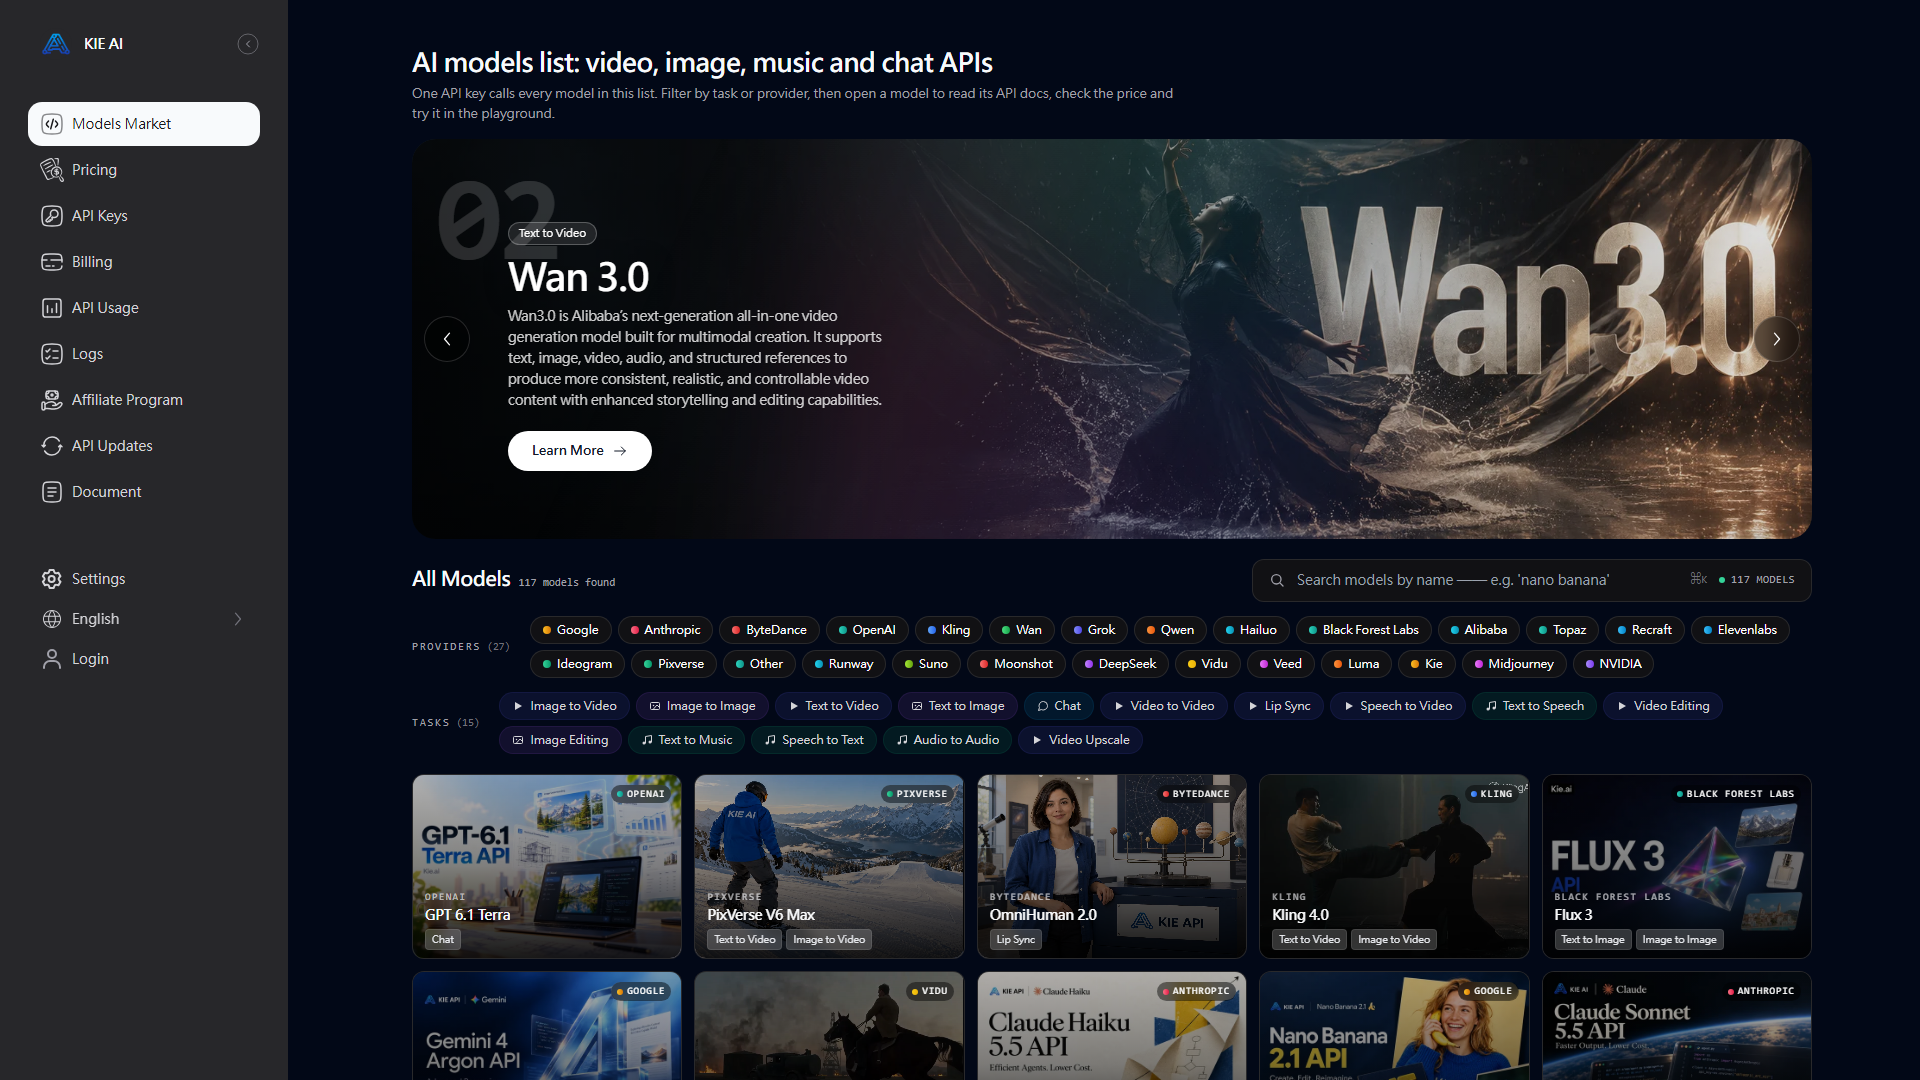 KIE AI
Models Market
Pricing
API Keys
Billing
API Usage
Logs
Affiliate Program
API Updates
Document
Settings
English
Login
AI models list: video, image, music and chat APIs
One API key calls every model in this list. Filter by task or provider, then open a model to read its API docs, check the price and
try it in the playground.
02
Text to Video
Wan 3.0
Wan3.0 is Alibaba's next-generation all-in-one video
generation model built for multimodal creation. It supports
text, image, video, audio, and structured references to
produce more consistent, realistic, and controllable video
content with enhanced storytelling and editing capabilities.
Learn More →
Wan3.0
All Models 117 models found
Search models by name —— e.g. 'nano banana' ⌘K 117 MODELS
PROVIDERS (27)
Google Anthropic ByteDance OpenAI Kling Wan Grok Qwen Hailuo Black Forest Labs Alibaba Topaz Recraft Elevenlabs
Ideogram Pixverse Other Runway Suno Moonshot DeepSeek Vidu Veed Luma Kie Midjourney NVIDIA
TASKS (15)
Image to Video Image to Image Text to Video Text to Image Chat Video to Video Lip Sync Speech to Video Text to Speech Video Editing
Image Editing Text to Music Speech to Text Audio to Audio Video Upscale
OPENAI
GPT-6.1
Terra API
Kie.ai
OPENAI
GPT 6.1 Terra
Chat
PIXVERSE
KIE AI
PIXVERSE
PixVerse V6 Max
Text to Video Image to Video
BYTEDANCE
KIE API
BYTEDANCE
OmniHuman 2.0
Lip Sync
KLING
KLING
Kling 4.0
Text to Video Image to Video
Kie.ai
BLACK FOREST LABS
FLUX 3
API
BLACK FOREST LABS
Flux 3
Text to Image Image to Image
KIE API Gemini
GOOGLE
Gemini 4
Argon API
VIDU
KIE API Claude Haiku
ANTHROPIC
Claude Haiku
5.5 API
Efficient Agents. Lower Cost.
KIE API Nano Banana 2.1
GOOGLE
Nano Banana
2.1 API
Create. Edit. Reimagine.
KIE AI Claude
ANTHROPIC
Claude Sonnet
5.5 API
Faster Output. Lower Cost.